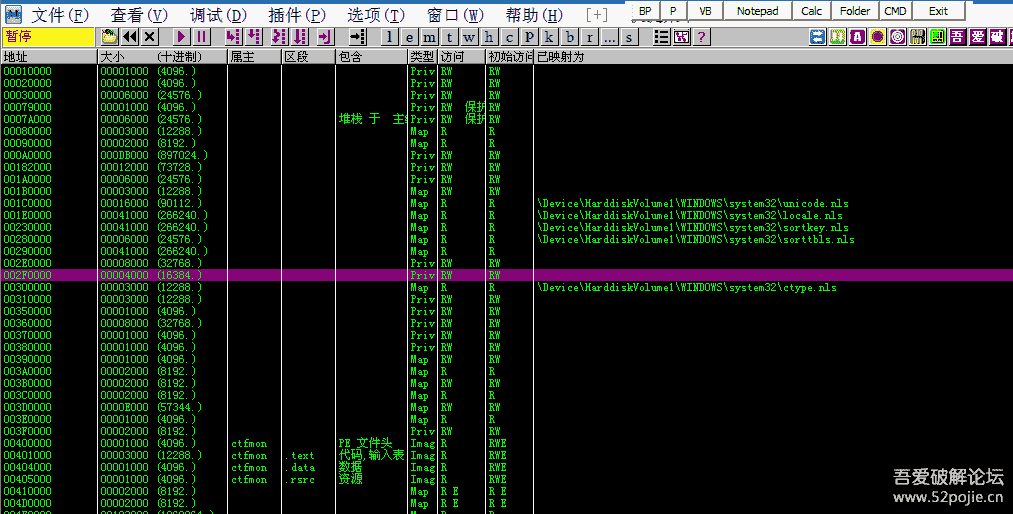 文件(F) 查看(V) 调试(D) 插件(P) 选项(T) 窗口(W) 帮助(H) [+] BP P VB Notepad Calc Folder CMD Exit
暂停 l e m t w h c P k b r ... s ? 吾 爱 破
地址 大小 (十进制) 属主 区段 包含 类型 访问 初始访问 已映射为
00010000 00001000 (4096.) Priv RW RW
00020000 00001000 (4096.) Priv RW RW
00030000 00006000 (24576.) Priv RW RW
00079000 00001000 (4096.) Priv RW 保护 RW
0007A000 00006000 (24576.) 堆栈 于 主 Priv RW 保护 RW
00080000 00003000 (12288.) Map R R
00090000 00002000 (8192.) Map R R
000A0000 000DB000 (897024.) Priv RW RW
00182000 00012000 (73728.) Priv RW RW
001A0000 00006000 (24576.) Priv RW RW
001B0000 00003000 (12288.) Map RW RW
001C0000 00016000 (90112.) Map R R \Device\HarddiskVolume1\WINDOWS\system32\unicode.nls
001E0000 00041000 (266240.) Map R R \Device\HarddiskVolume1\WINDOWS\system32\locale.nls
00230000 00041000 (266240.) Map R R \Device\HarddiskVolume1\WINDOWS\system32\sortkey.nls
00280000 00006000 (24576.) Map R R \Device\HarddiskVolume1\WINDOWS\system32\sorttbls.nls
00290000 00041000 (266240.) Map R R
002E0000 00008000 (32768.) Priv RW RW
002F0000 00004000 (16384.) Priv RW RW
00300000 00003000 (12288.) Map R R \Device\HarddiskVolume1\WINDOWS\system32\ctype.nls
00310000 00003000 (12288.) Priv RW RW
00350000 00001000 (4096.) Priv RW RW
00360000 00008000 (32768.) Priv RW RW
00370000 00001000 (4096.) Priv RW RW
00380000 00001000 (4096.) Priv RW RW
00390000 00001000 (4096.) Map RW RW
003A0000 00002000 (8192.) Map R R
003B0000 00002000 (8192.) Map RW RW
003C0000 00002000 (8192.) Map R R
003D0000 0000E000 (57344.) Map RW RW
003E0000 00001000 (4096.) Map R R
003F0000 00002000 (8192.) Priv RW RW
00400000 00001000 (4096.) ctfmon PE 文件头 Imag R RWE
00401000 00003000 (12288.) ctfmon .text 代码,输入表 Imag R RWE
00404000 00001000 (4096.) ctfmon .data 数据 Imag R RWE
00405000 00001000 (4096.) ctfmon .rsrc 资源 Imag R RWE
00410000 00002000 (8192.) Map R E R E
004D0000 00002000 (8192.) Map R E R E
吾爱破解论坛
www.52pojie.cn